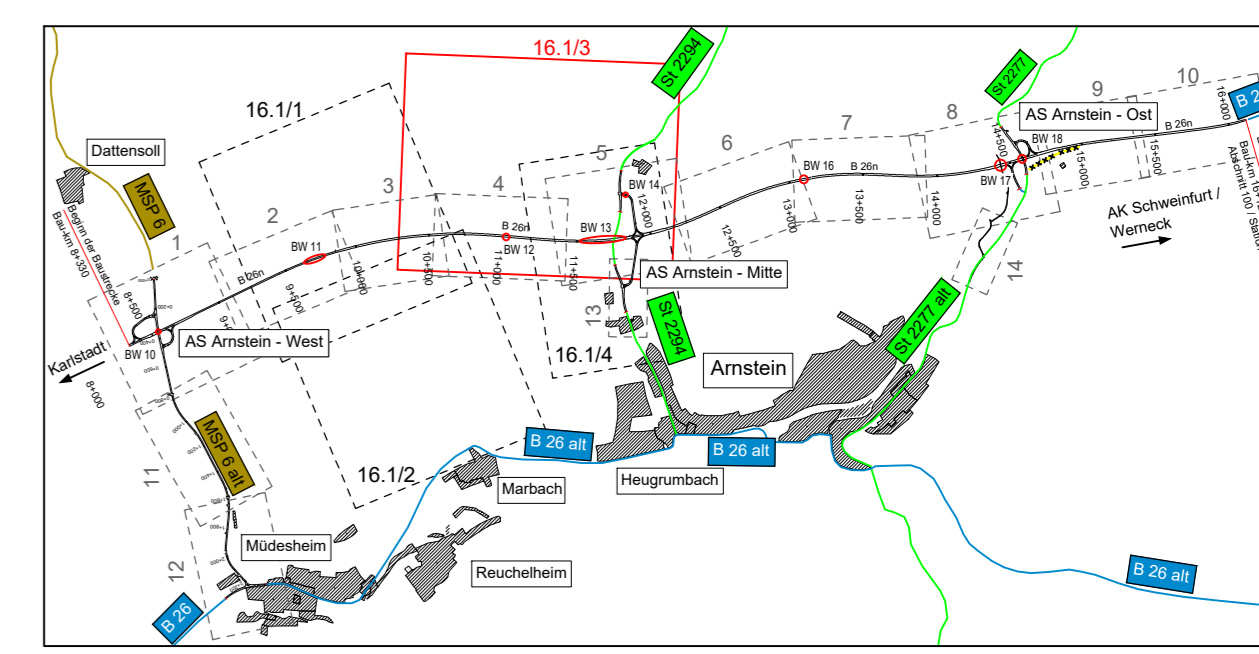 16.1/3
St 2294
St 2277
10
9
8
7
6
5
4
3
2
1
16.1/1
Dattensoll
MSP 6
AS Arnstein - Ost
B 26n
16+000
Bau-km 16+
Abschnitt 100 /
BW 18
14+500
BW 17
15+000
15+500
BW 16
B 26n
13+000
13+500
14+000
AK Schweinfurt /
Werneck
BW 14
12+000
12+500
BW 13
B 26n
BW 12
BW 11
10+000
10+500
11+000
11+500
9+500
B 26n
Beginn der Baustrecke
Bau-km 8+330
8+500
BW 10
AS Arnstein - West
AS Arnstein - Mitte
Karlstadt
8+000
13
14
St 2294
St 2277 alt
16.1/4
Arnstein
MSP 6 alt
11
16.1/2
B 26 alt
B 26 alt
Heugrumbach
Marbach
Müdesheim
Reuchelheim
12
B 26
B 26 alt